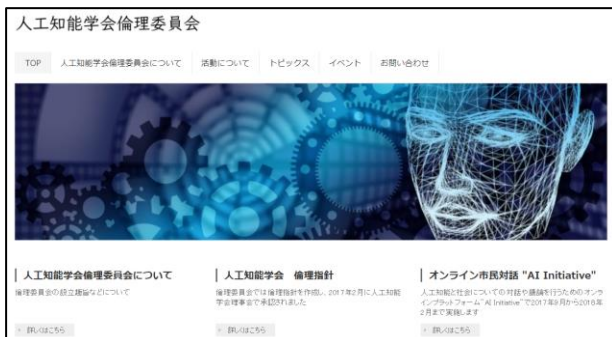 人工知能学会倫理委員会
TOP 人工知能学会倫理委員会について 活動について トピックス イベント お問い合わせ
人工知能学会倫理委員会について
倫理委員会の設立趣旨などについて
› 詳しくはこちら
人工知能学会 倫理指針
倫理委員会では倫理指針を作成し、2017年2月に人工知能
学会理事会で承認されました
› 詳しくはこちら
オンライン市民対話 "AI Initiative"
人工知能と社会についての対話や議論を行うためのオンラ
インプラットフォーム"AI Initiative"で2017年9月から2018年
2月まで実施します
› 詳しくはこちら